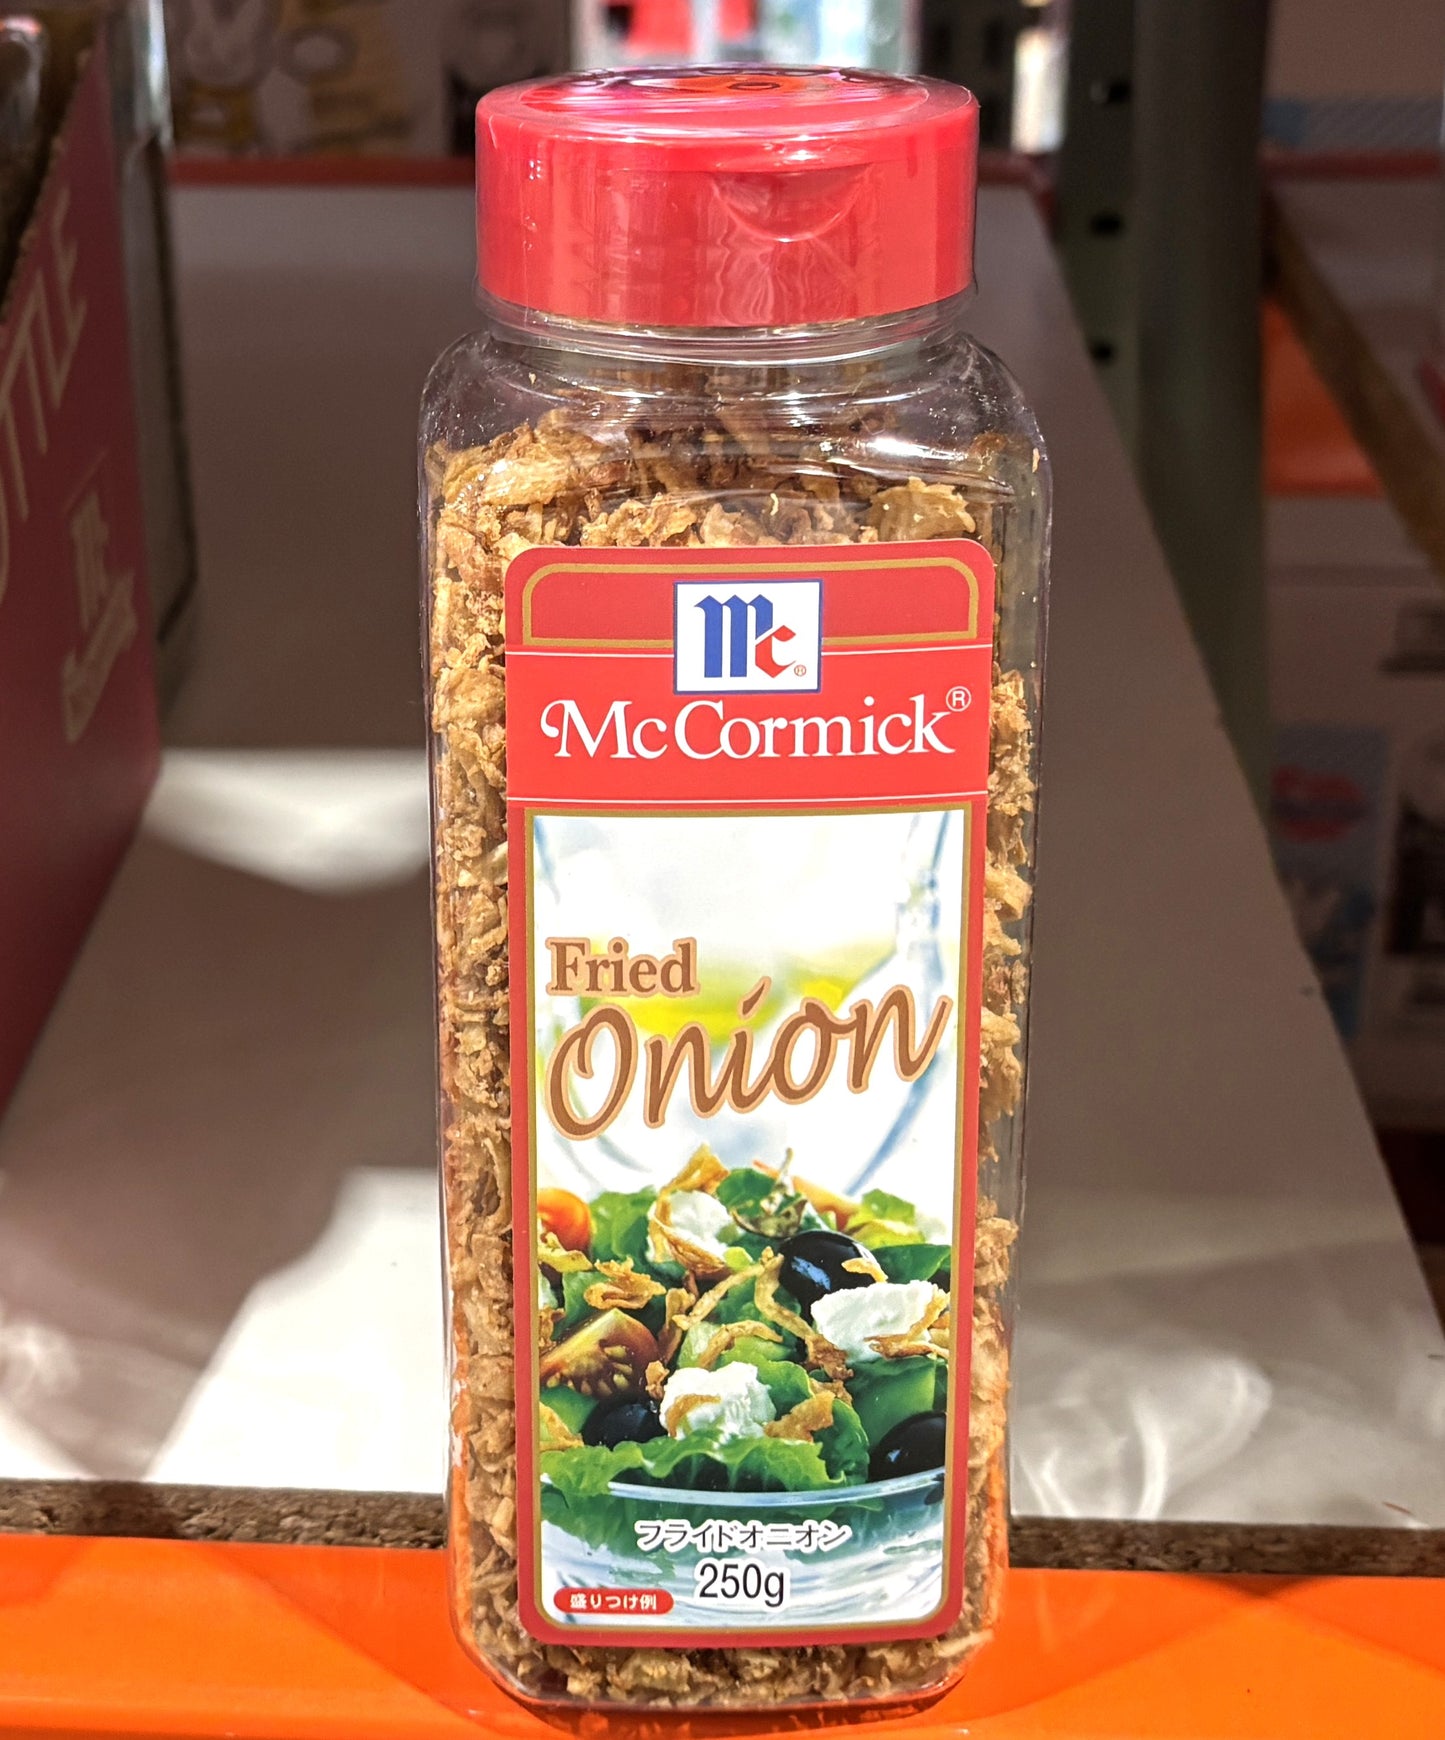 Mc®
McCormick®
Fried
Onion
フライドオニオン
250g
盛りつけ例